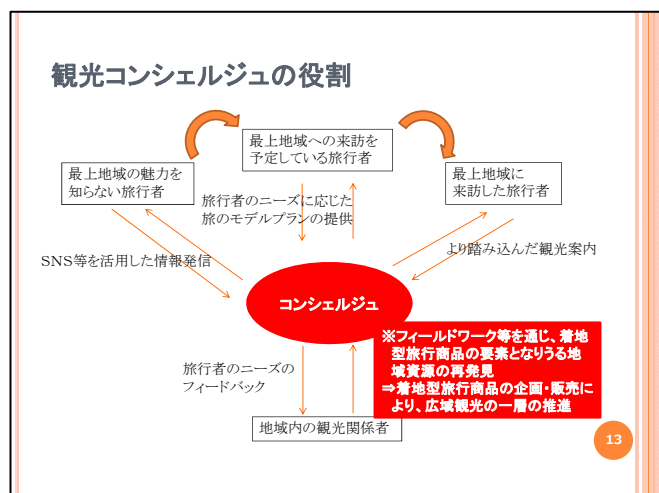 観光コンシェルジュの役割
最上地域への来訪を
予定している旅行者
最上地域の魅力を
知らない旅行者
最上地域に
来訪した旅行者
旅行者のニーズに応じた
旅のモデルプランの提供
SNS等を活用した情報発信
より踏み込んだ観光案内
コンシェルジュ
※フィールドワーク等を通じ、着地
型旅行商品の要素となりうる地
域資源の再発見
⇒着地型旅行商品の企画・販売に
より、広域観光の一層の推進
旅行者のニーズの
フィードバック
地域内の観光関係者
13